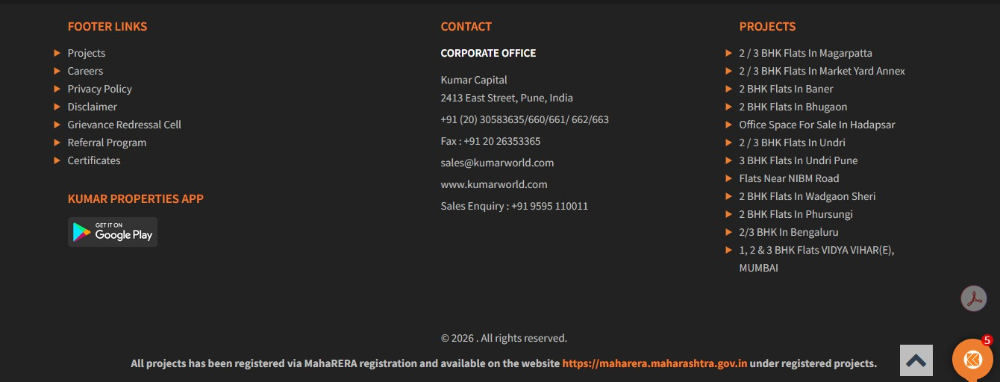 FOOTER LINKS
Projects
Careers
Privacy Policy
Disclaimer
Grievance Redressal Cell
Referral Program
Certificates
KUMAR PROPERTIES APP
GET IT ON
Google Play
CONTACT
CORPORATE OFFICE
Kumar Capital
2413 East Street, Pune, India
+91 (20) 30583635/660/661/ 662/663
Fax : +91 20 26353365
sales@kumarworld.com
www.kumarworld.com
Sales Enquiry : +91 9595 110011
PROJECTS
2 / 3 BHK Flats In Magarpatta
2 / 3 BHK Flats In Market Yard Annex
2 BHK Flats In Baner
2 BHK Flats In Bhugaon
Office Space For Sale In Hadapsar
2 / 3 BHK Flats In Undri
3 BHK Flats In Undri Pune
Flats Near NIBM Road
2 BHK Flats In Wadgaon Sheri
2 BHK Flats In Phursungi
2/3 BHK In Bengaluru
1, 2 & 3 BHK Flats VIDYA VIHAR(E),
MUMBAI
© 2026 . All rights reserved.
5
All projects has been registered via MahaRERA registration and available on the website https://maharera.maharashtra.gov.in under registered projects.